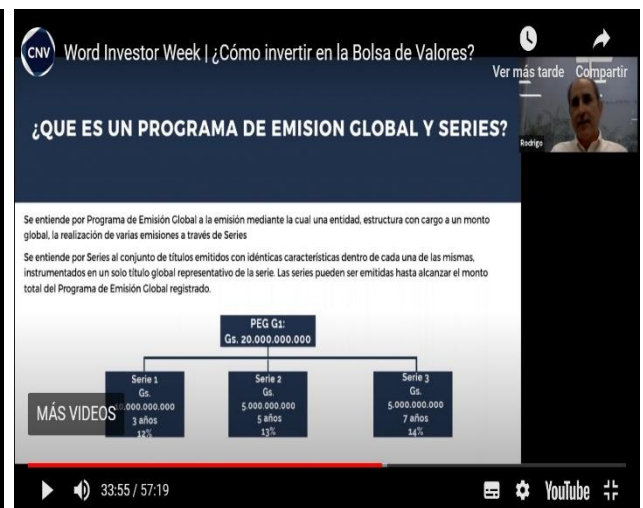 CNV
Word Investor Week | ¿Cómo invertir en la Bolsa de Valores?
Ver más tarde
Compartir
Rodrigo
¿QUE ES UN PROGRAMA DE EMISION GLOBAL Y SERIES?
Se entiende por Programa de Emisión Global a la emisión mediante la cual una entidad, estructura con cargo a un monto
global, la realización de varias emisiones a través de Series
Se entiende por Series al conjunto de títulos emitidos con idénticas características dentro de cada una de las mismas,
instrumentados en un solo título global representativo de la serie. Las series pueden ser emitidas hasta alcanzar el monto
total del Programa de Emisión Global registrado.
PEG G1:
Gs. 20.000.000.000
Serie 1
Gs.
10.000.000.000
3 años
12%
Serie 2
Gs.
5.000.000.000
5 años
13%
Serie 3
Gs.
5.000.000.000
7 años
14%
MÁS VIDEOS
33:55 / 57:19
YouTube